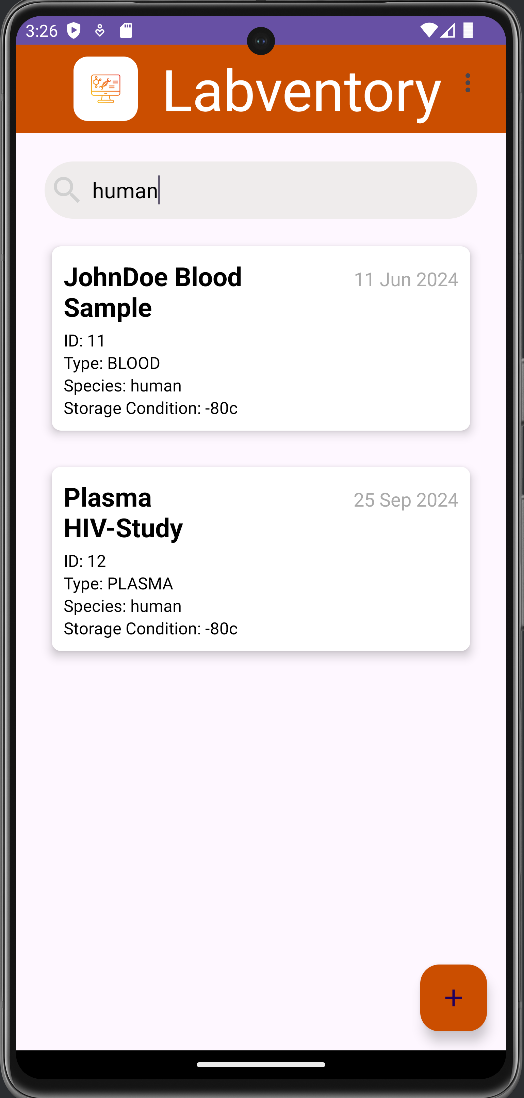 3:26
Labventory
human
JohnDoe Blood
Sample
11 Jun 2024
ID: 11
Type: BLOOD
Species: human
Storage Condition: -80c
Plasma
HIV-Study
25 Sep 2024
ID: 12
Type: PLASMA
Species: human
Storage Condition: -80c
+